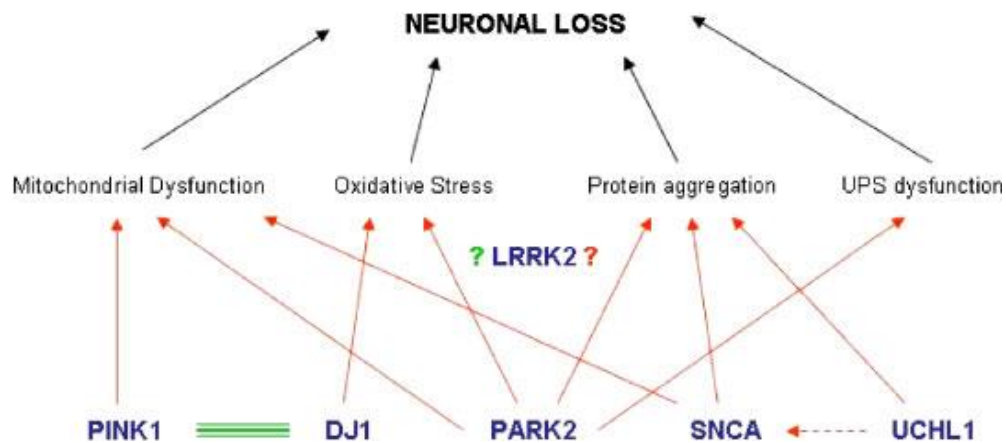 NEURONAL LOSS
Mitochondrial Dysfunction Oxidative Stress Protein aggregation UPS dysfunction
? LRRK2 ?
PINK1 DJ1 PARK2 SNCA UCHL1